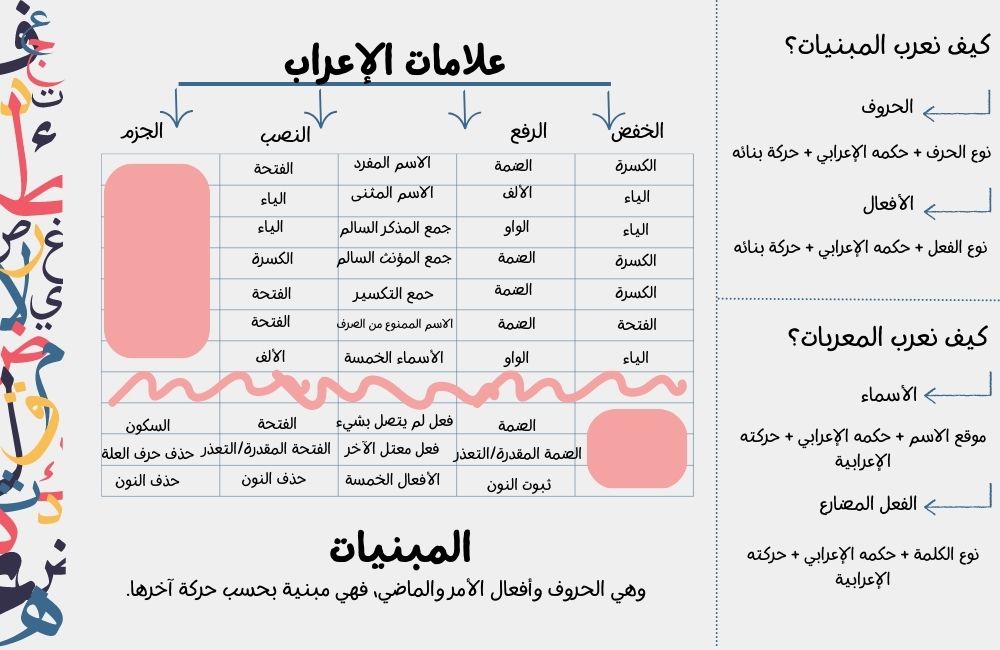 كيف نعرب المبنيات؟
الحروف
نوع الحرف + حكمه الإعرابي + حركة بنائه
الأفعال
نوع الفعل + حكمه الإعرابي + حركة بنائه
كيف نعرب المعربات؟
الأسماء
موقع الاسم + حكمه الإعرابي + حركته
الإعرابية
الفعل المضارع
نوع الكلمة + حكمه الإعرابي + حركته
الإعرابية
علامات الإعراب
الخفض الرفع النصب الجزم
الكسرة الضمة الاسم المفرد الفتحة
الياء الألف الاسم المثنى الياء
الياء الواو جمع المذكر السالم الياء
الكسرة الضمة جمع المؤنث السالم الكسرة
الكسرة الضمة حمع التكسير الفتحة
الفتحة الضمة الاسم الممنوع من الصرف الفتحة
الياء الواو الأسماء الخمسة الألف
الضمة فعل لم يتصل بشيء الفتحة السكون
الضمة المقدرة/التعذر فعل معتل الآخر الفتحة المقدرة/التعذر حذف حرف العلة
ثبوت النون الأفعال الخمسة حذف النون حذف النون
المبنيات
وهي الحروف وأفعال الأمر والماضي، فهي مبنية بحسب حركة آخرها.